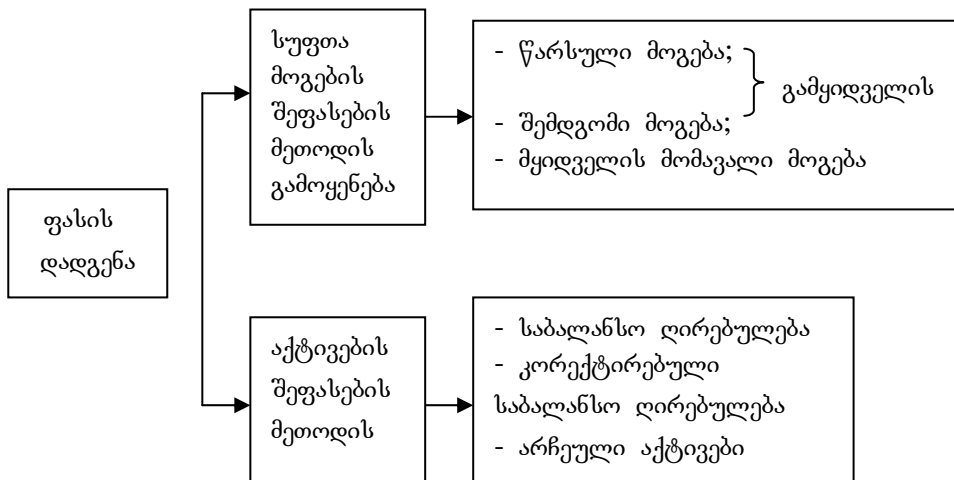 ფასის
დადგენა
სუფთა
მოგების
შეფასების
მეთოდის
გამოყენება
- წარსული მოგება;
გამყიდველის
- შემდგომი მოგება;
- მყიდველის მომავალი მოგება
აქტივების
შეფასების
მეთოდის
- საბალანსო ღირებულება
- კორექტირებული
საბალანსო ღირებულება
- არჩეული აქტივები